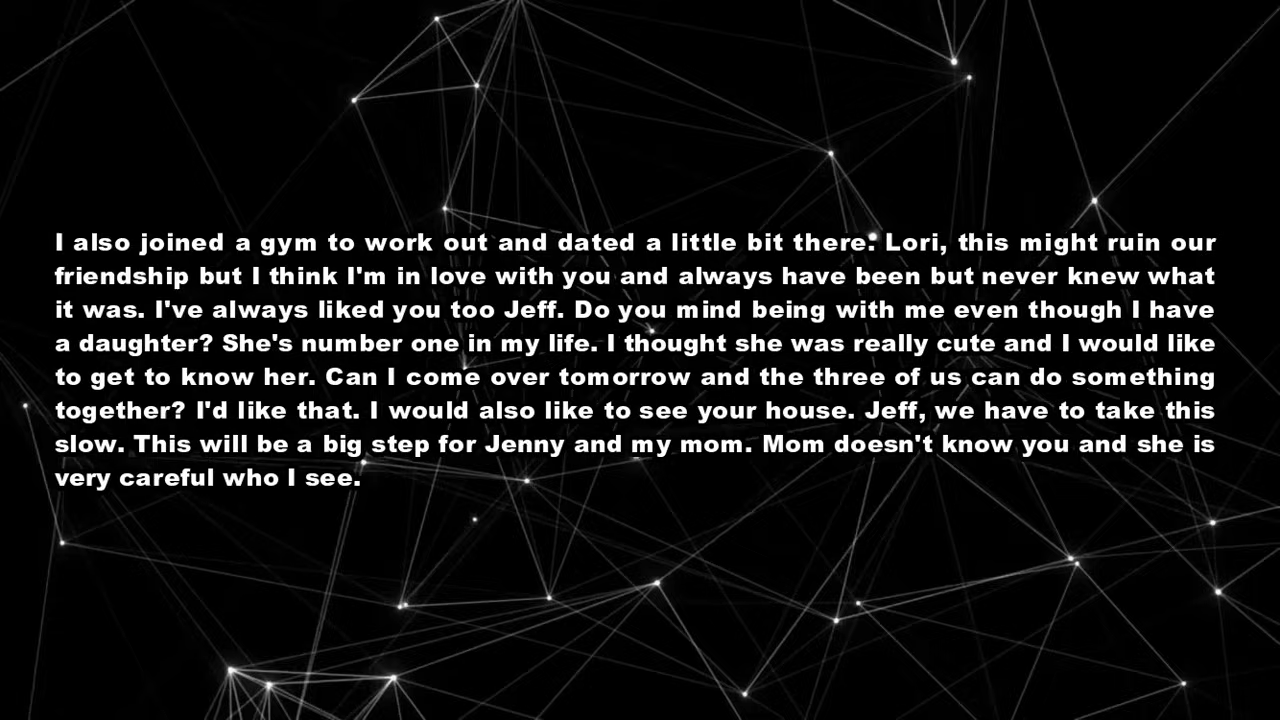 I also joined a gym to work out and dated a little bit there. Lori, this might ruin our
friendship but I think I'm in love with you and always have been but never knew what
it was. I've always liked you too Jeff. Do you mind being with me even though I have
a daughter? She's number one in my life. I thought she was really cute and I would like
to get to know her. Can I come over tomorrow and the three of us can do something
together? I'd like that. I would also like to see your house. Jeff, we have to take this
slow. This will be a big step for Jenny and my mom. Mom doesn't know you and she is
very careful who I see.